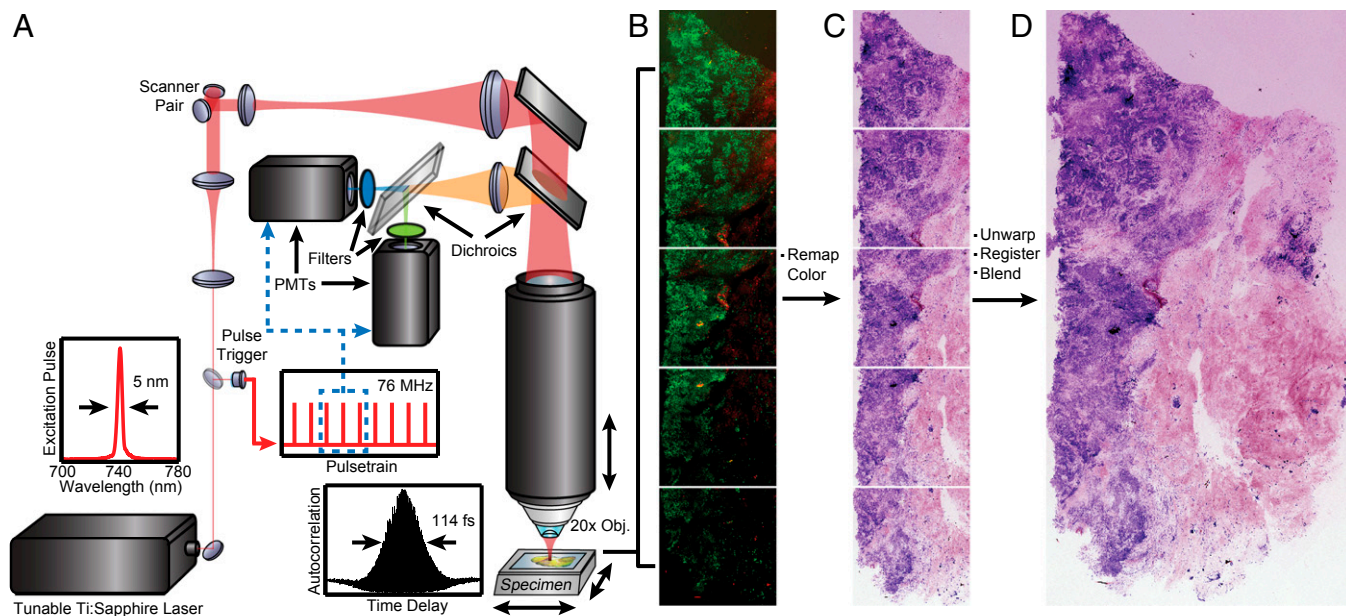 A
B
C
D
Scanner
Pair
Filters
Dichroics
PMTs
Pulse
Trigger
Excitation Pulse
5 nm
700 740 780
Wavelength (nm)
76 MHz
Pulsetrain
Autocorrelation
114 fs
Time Delay
20x Obj.
Specimen
Tunable Ti:Sapphire Laser
Remap
Color
Unwarp
Register
Blend